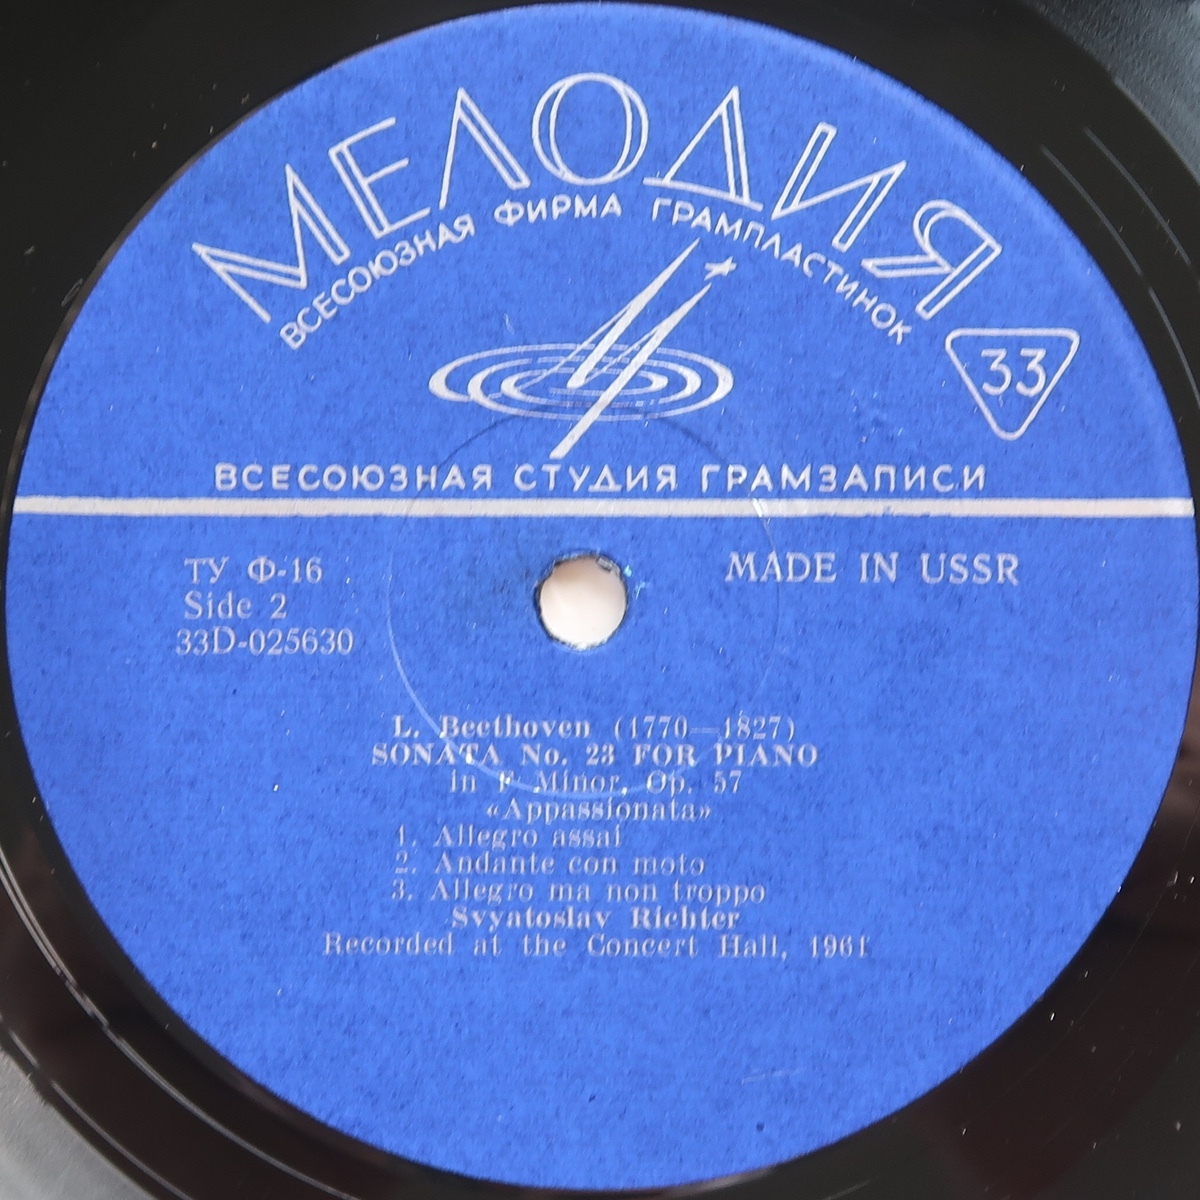 МЕЛОДИЯ
ВСЕСОЮЗНАЯ ФИРМА ГРАМПЛАСТИНОК
33
ВСЕСОЮЗНАЯ СТУДИЯ ГРАМЗАПИСИ
ТУ Ф-16
MADE IN USSR
Side 2
33D-025630
L. Beethoven (1770—1827)
SONATA No. 23 FOR PIANO
in F Minor, Op. 57
«Appassionata»
1. Allegro assai
2. Andante con moto
3. Allegro ma non troppo
Svyatoslav Richter
Recorded at the Concert Hall, 1961